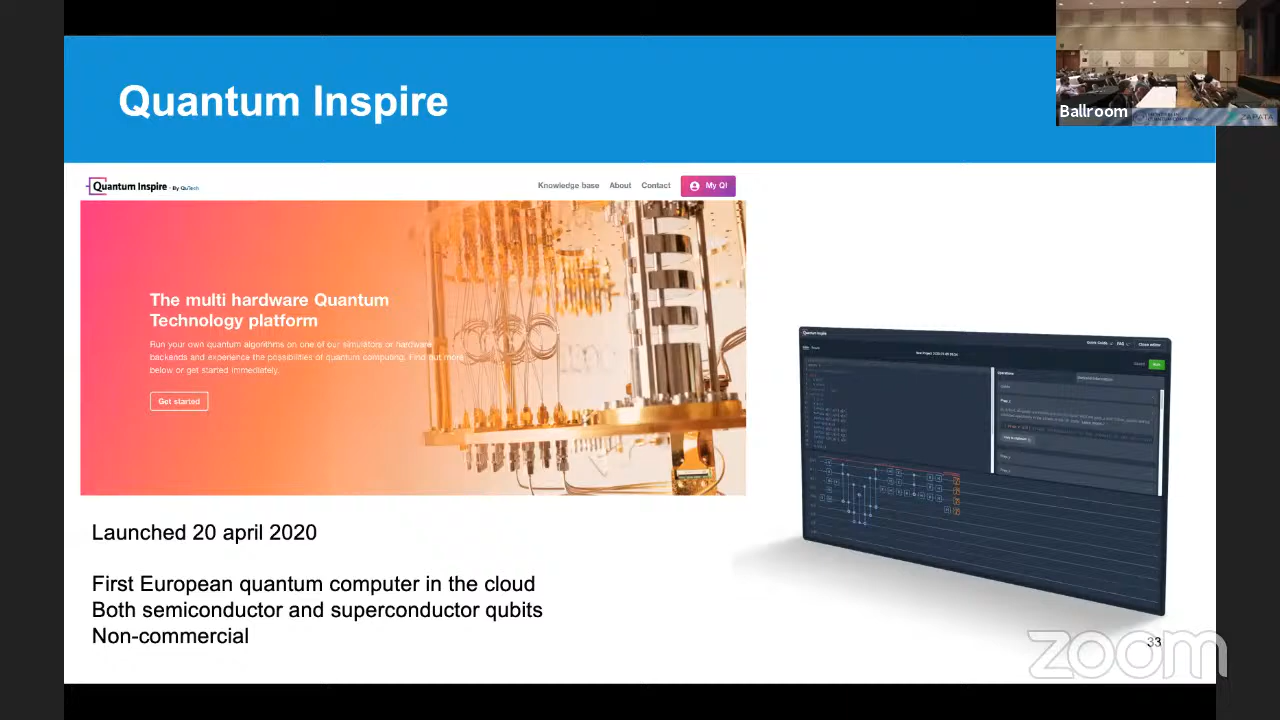 Quantum Inspire
Ballroom
ZAPATA
Quantum Inspire - By QuTech
Knowledge base About Contact My QI
The multi hardware Quantum
Technology platform
Run your own quantum algorithms on one of our simulators or hardware
backends and experience the possibilities of quantum computing. Find out more
below or get started immediately.
Get started
Quantum Inspire
Launched 20 april 2020
First European quantum computer in the cloud
Both semiconductor and superconductor qubits
Non-commercial
33
zoom